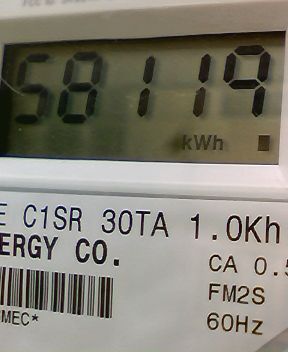 58119
kWh
E C1SR 30TA 1.0Kh
ERGY CO.
CA 0.5
FM2S
MEC*
60Hz